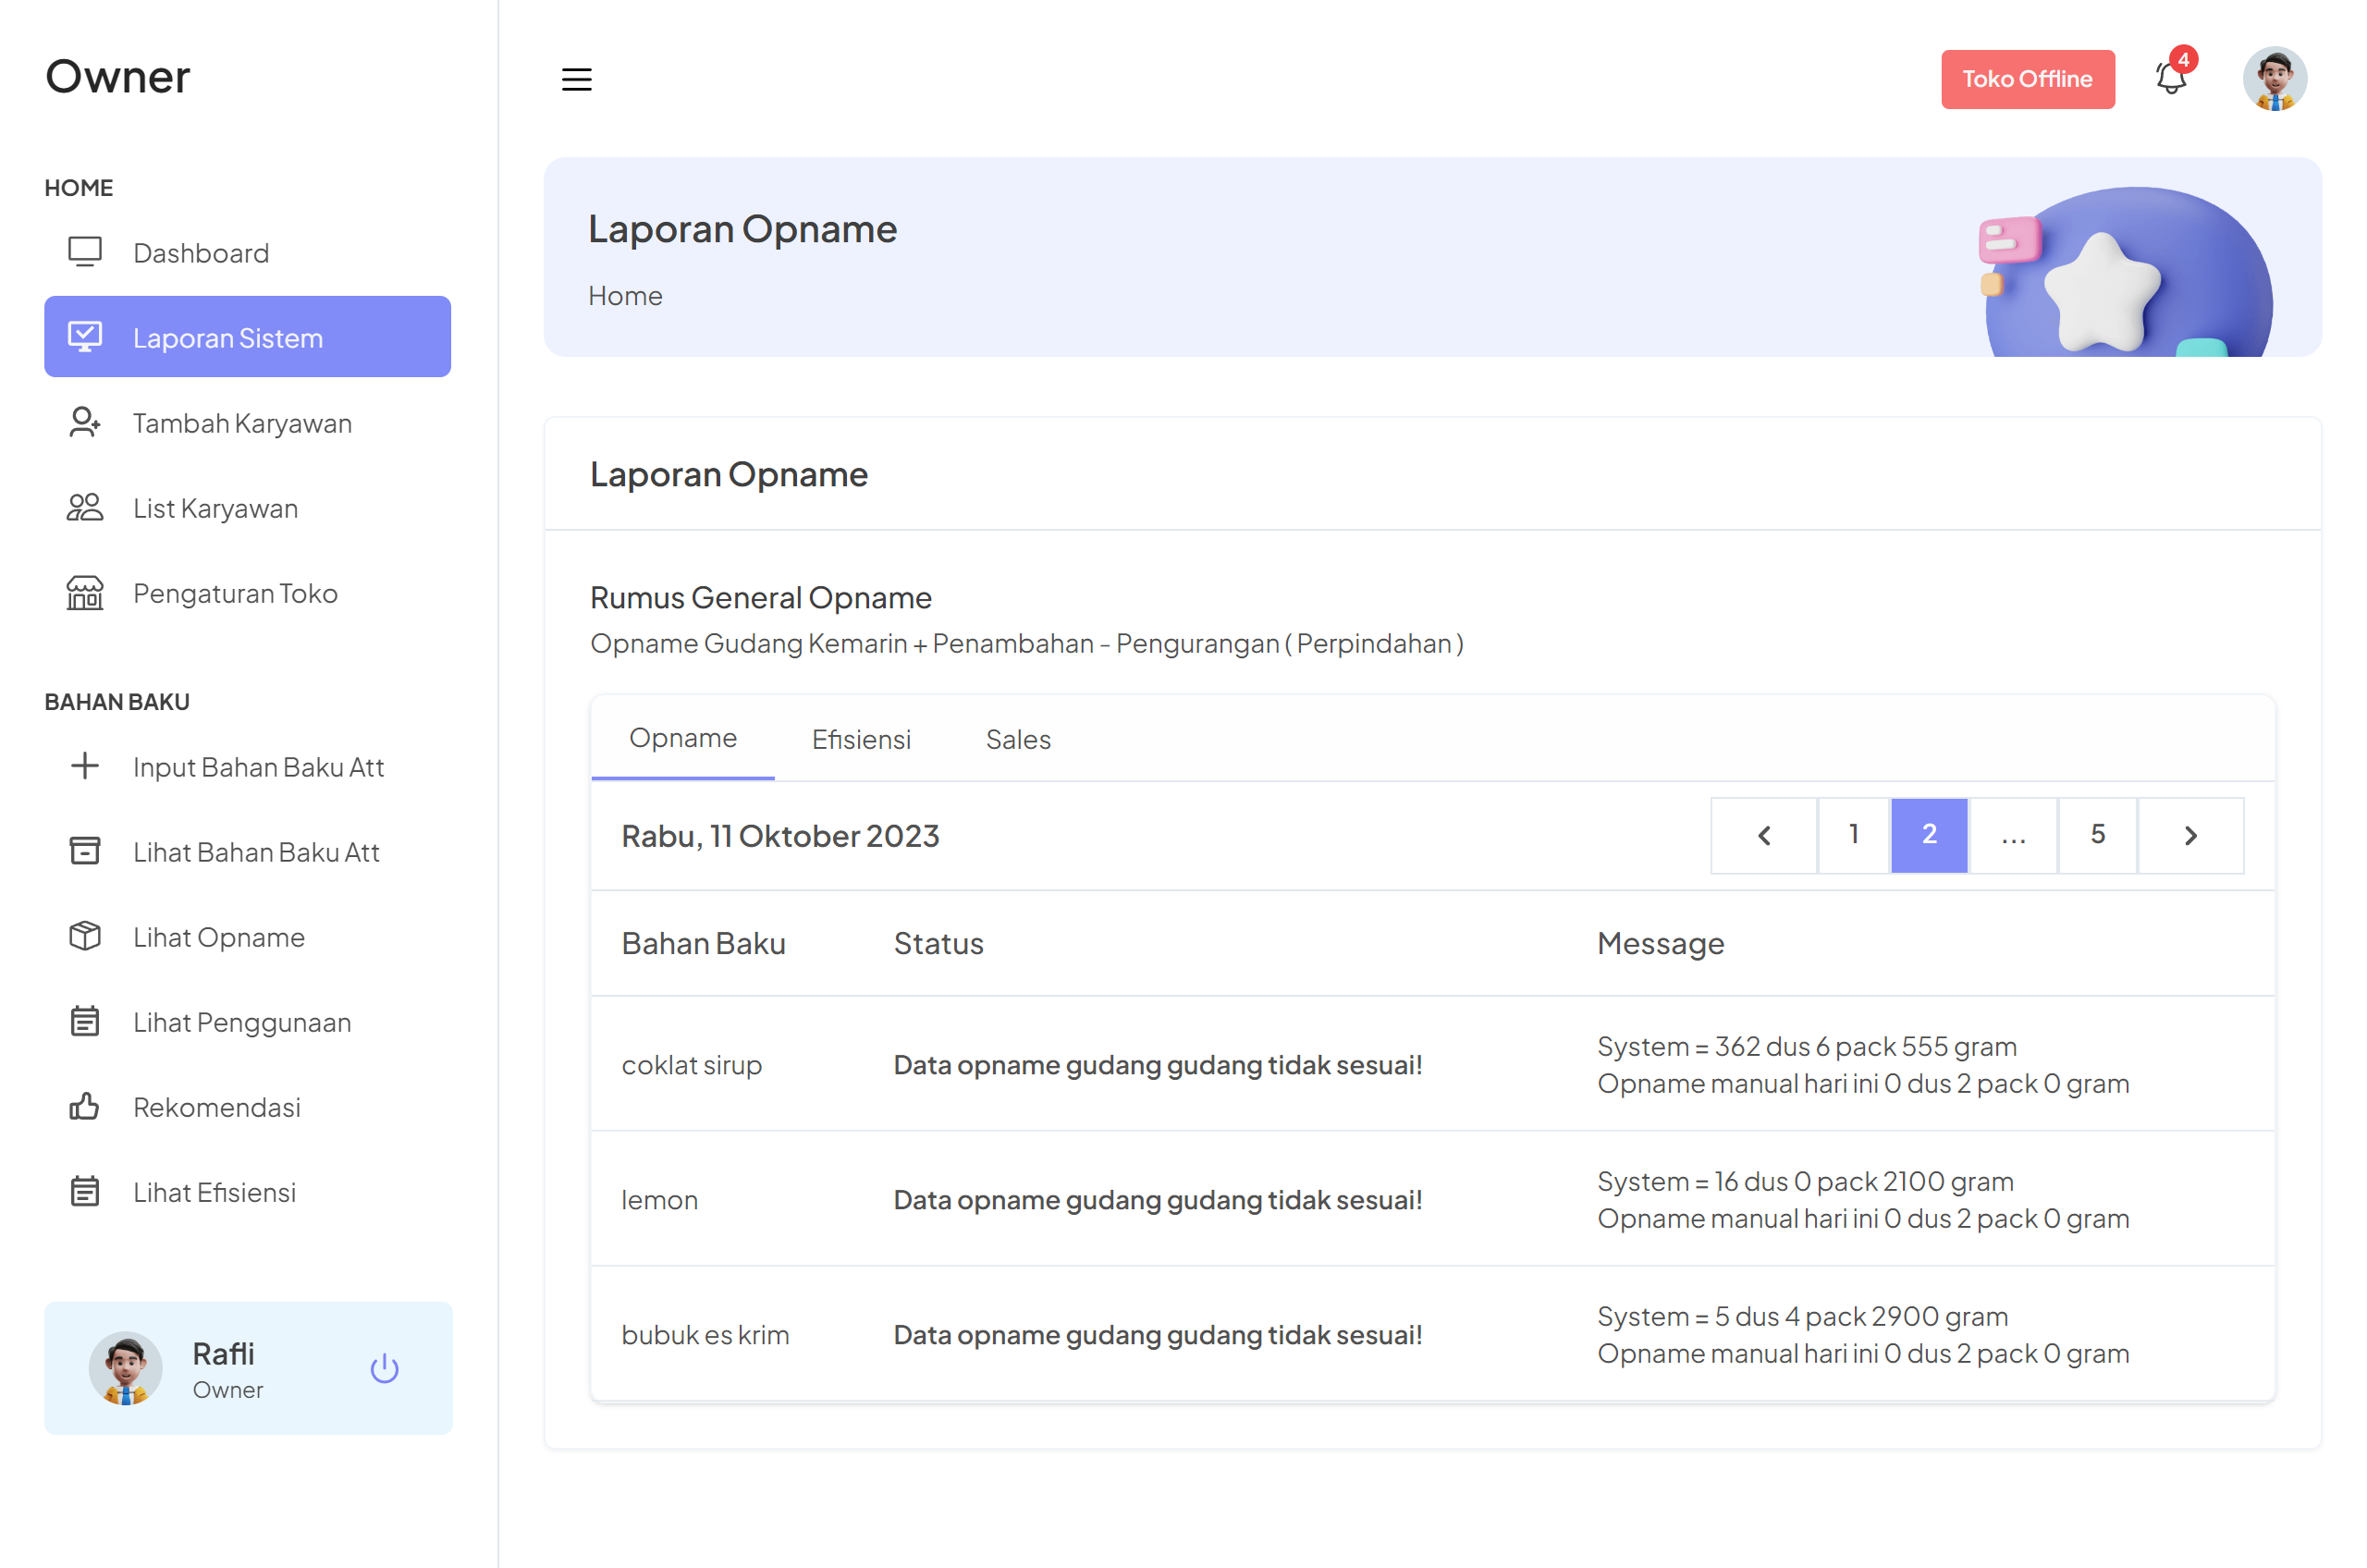 Owner
HOME
Dashboard
Laporan Sistem
Tambah Karyawan
List Karyawan
Pengaturan Toko
BAHAN BAKU
Input Bahan Baku Att
Lihat Bahan Baku Att
Lihat Opname
Lihat Penggunaan
Rekomendasi
Lihat Efisiensi
Rafli
Owner
Toko Offline
4
Laporan Opname
Home
Laporan Opname
Rumus General Opname
Opname Gudang Kemarin + Penambahan - Pengurangan ( Perpindahan )
Opname Efisiensi Sales
Rabu, 11 Oktober 2023
1 2 ... 5
Bahan Baku Status Message
coklat sirup Data opname gudang gudang tidak sesuai! System = 362 dus 6 pack 555 gram
Opname manual hari ini 0 dus 2 pack 0 gram
lemon Data opname gudang gudang tidak sesuai! System = 16 dus 0 pack 2100 gram
Opname manual hari ini 0 dus 2 pack 0 gram
bubuk es krim Data opname gudang gudang tidak sesuai! System = 5 dus 4 pack 2900 gram
Opname manual hari ini 0 dus 2 pack 0 gram